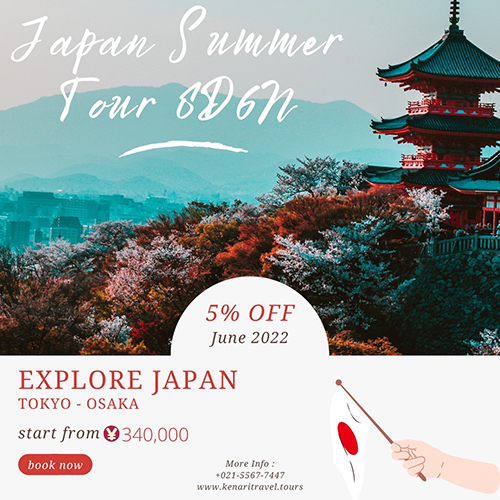 Japan Summer
Tour 8D6N
5% OFF
June 2022
EXPLORE JAPAN
TOKYO - OSAKA
start from ¥ 340,000
book now
More Info :
+021-5567-7447
www.kenaritravel.tours